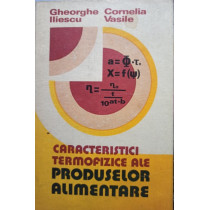 Gheorghe Cornelia
Iliescu Vasile
a = Φ·τ.
X = f(ψ)
CARACTERISTICI
TERMOFIZICE ALE
PRODUSELOR
ALIMENTARE